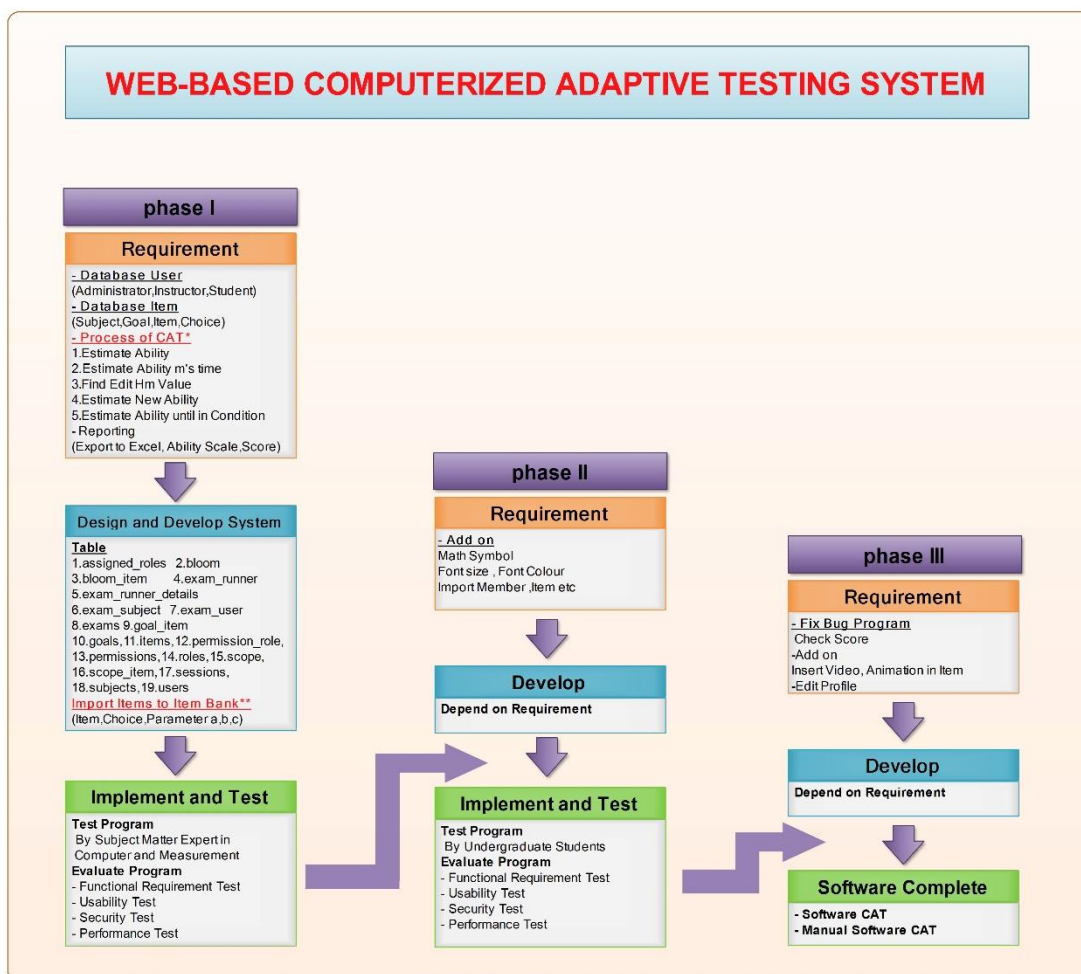 WEB-BASED COMPUTERIZED ADAPTIVE TESTING SYSTEM
phase I
Requirement
- Database User
(Administrator,Instructor,Student)
- Database Item
(Subject,Goal,Item,Choice)
- Process of CAT*
1.Estimate Ability
2.Estimate Ability m's time
3.Find Edit Hm Value
4.Estimate New Ability
5.Estimate Ability until in Condition
- Reporting
(Export to Excel, Ability Scale,Score)
Design and Develop System
Table
1.assigned_roles 2.bloom
3.bloom_item 4.exam_runner
5.exam_runner_details
6.exam_subject 7.exam_user
8.exams 9.goal_item
10.goals,11.items,12.permission_role,
13.permissions,14.roles,15.scope,
16.scope_item,17.sessions,
18.subjects,19.users
Import Items to Item Bank**
(Item,Choice,Parameter a,b,c)
Implement and Test
Test Program
By Subject Matter Expert in
Computer and Measurement
Evaluate Program
- Functional Requirement Test
- Usability Test
- Security Test
- Performance Test
phase II
Requirement
- Add on
Math Symbol
Font size , Font Colour
Import Member ,Item etc
Develop
Depend on Requirement
Implement and Test
Test Program
By Undergraduate Students
Evaluate Program
- Functional Requirement Test
- Usability Test
- Security Test
- Performance Test
phase III
Requirement
- Fix Bug Program
Check Score
-Add on
Insert Video, Animation in Item
-Edit Profile
Develop
Depend on Requirement
Software Complete
- Software CAT
- Manual Software CAT